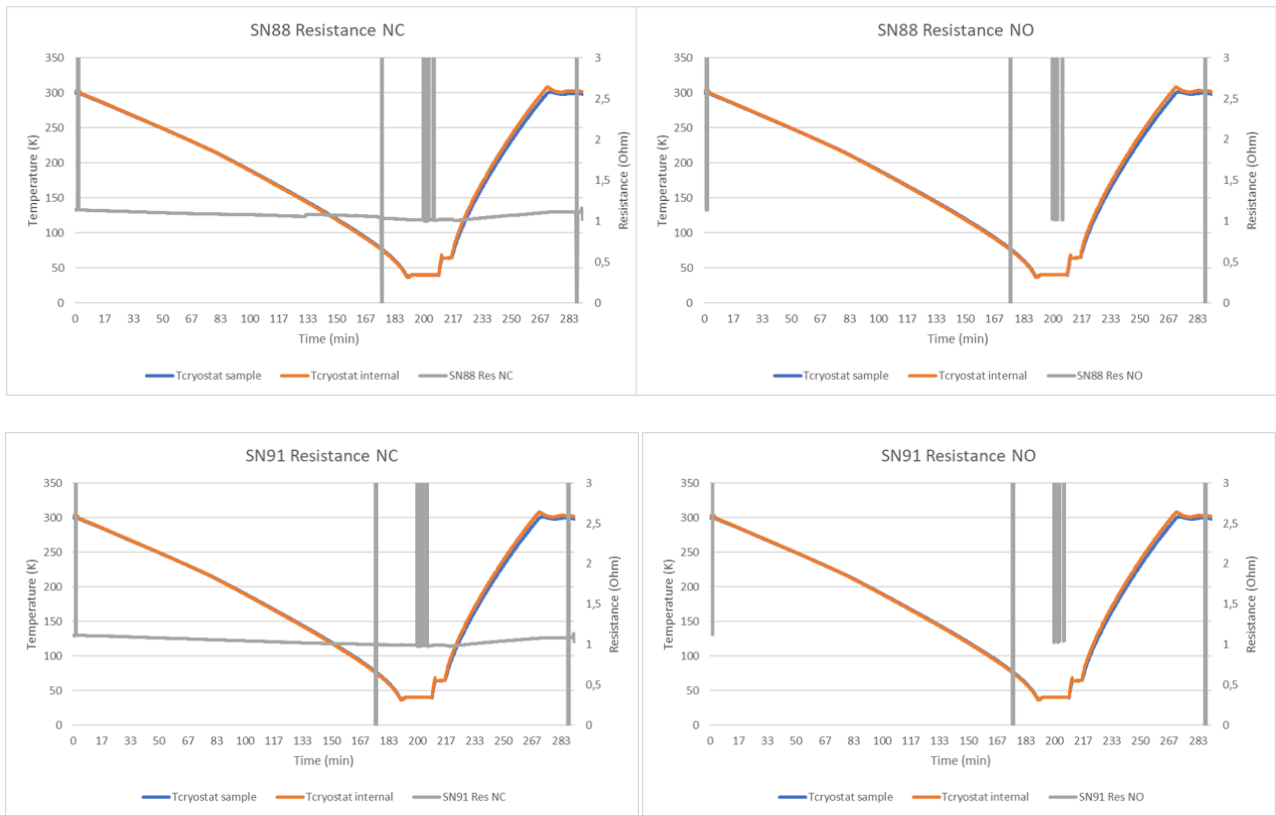 SN88 Resistance NC
350
300
250
200
150
100
50
0
Temperature (K)
3
2,5
2
1,5
1
0,5
0
Resistance (Ohm)
0 17 33 50 67 83 100 117 133 150 167 183 200 217 233 250 267 283
Time (min)
Tcryostat sample Tcryostat internal SN88 Res NC
SN88 Resistance NO
350
300
250
200
150
100
50
0
Temperature (K)
3
2,5
2
1,5
1
0,5
0
Resistance (Ohm)
0 17 33 50 67 83 100 117 133 150 167 183 200 217 233 250 267 283
Time (min)
Tcryostat sample Tcryostat internal SN88 Res NO
SN91 Resistance NC
350
300
250
200
150
100
50
0
Temperature (K)
3
2,5
2
1,5
1
0,5
0
Resistance (Ohm)
0 17 33 50 67 83 100 117 133 150 167 183 200 217 233 250 267 283
Time (min)
Tcryostat sample Tcryostat internal SN91 Res NC
SN91 Resistance NO
350
300
250
200
150
100
50
0
Temperature (K)
3
2,5
2
1,5
1
0,5
0
Resistance (Ohm)
0 17 33 50 67 83 100 117 133 150 167 183 200 217 233 250 267 283
Time (min)
Tcryostat sample Tcryostat internal SN91 Res NO